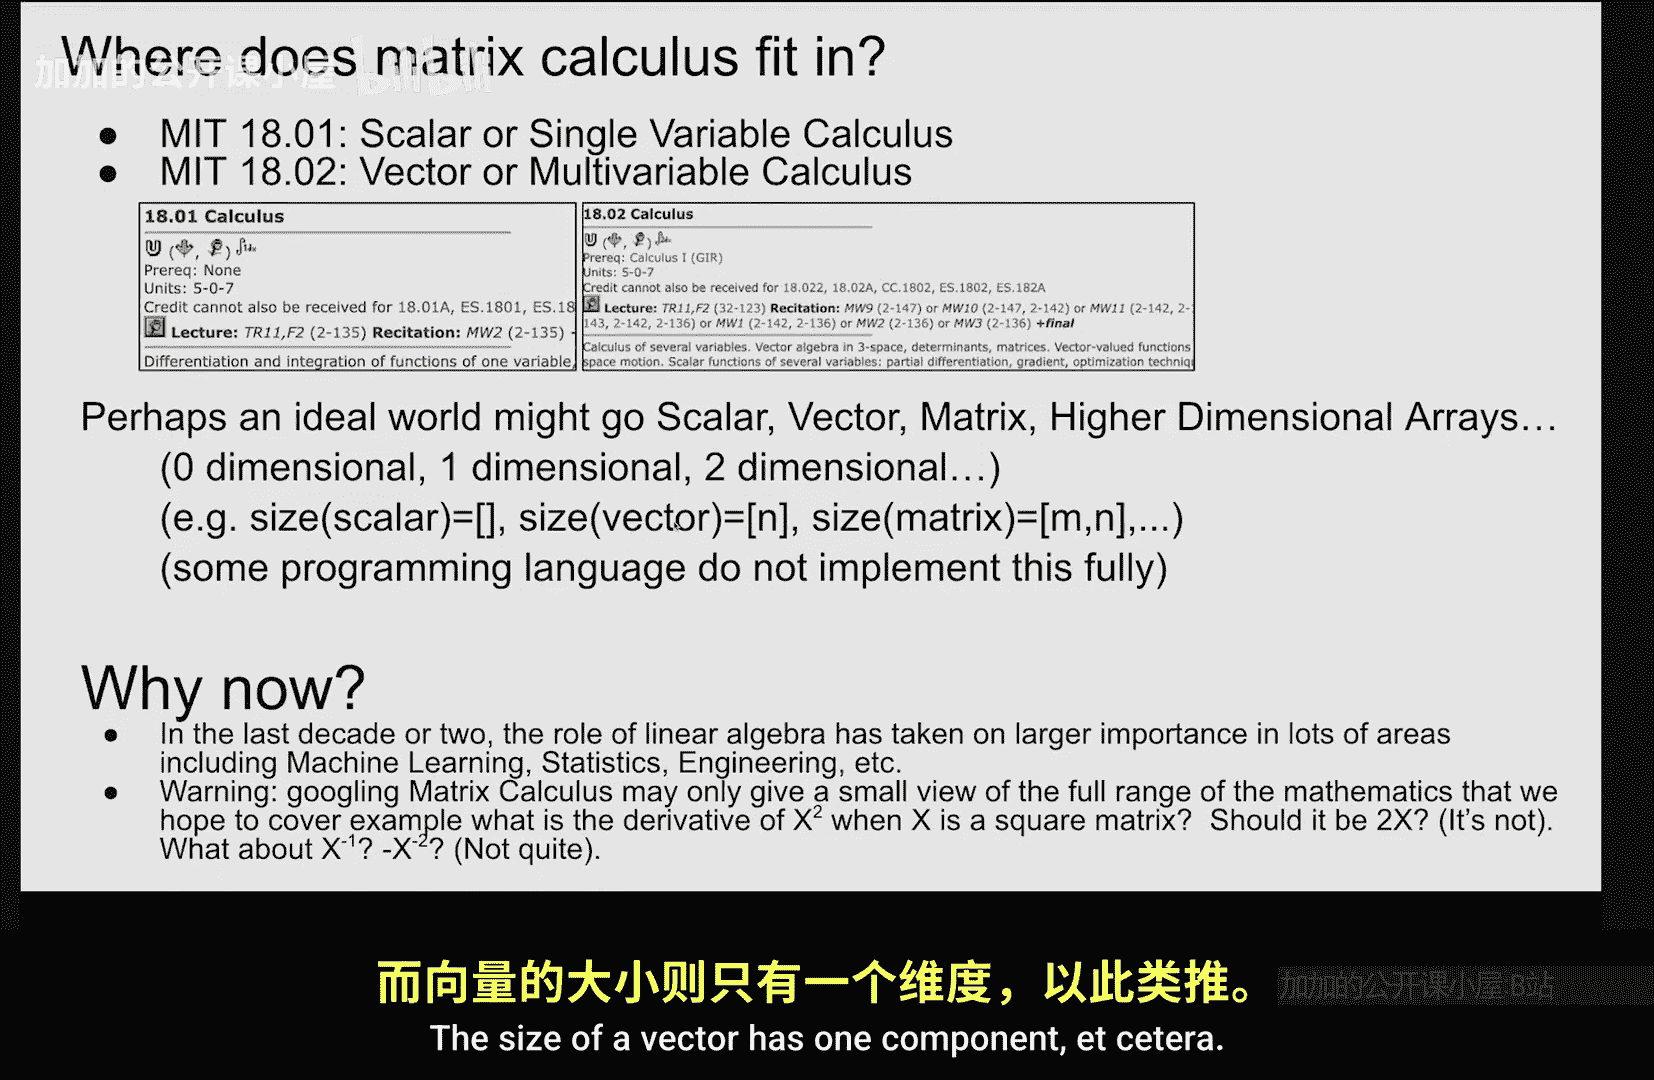 Where does matrix calculus fit in?
加加的公开课小屋 bilibili
● MIT 18.01: Scalar or Single Variable Calculus
● MIT 18.02: Vector or Multivariable Calculus
18.01 Calculus
Prereq: None
Units: 5-0-7
Credit cannot also be received for 18.01A, ES.1801, ES.18
Lecture: TR11,F2 (2-135) Recitation: MW2 (2-135)
Differentiation and integration of functions of one variable,
18.02 Calculus
Prereq: Calculus I (GIR)
Units: 5-0-7
Credit cannot also be received for 18.022, 18.02A, CC.1802, ES.1802, ES.182A
Lecture: TR11,F2 (32-123) Recitation: MW9 (2-147) or MW10 (2-147, 2-142) or MW11 (2-142, 2-
143, 2-142, 2-136) or MW1 (2-142, 2-136) or MW2 (2-136) or MW3 (2-136) +final
Calculus of several variables. Vector algebra in 3-space, determinants, matrices. Vector-valued functions
space motion. Scalar functions of several variables: partial differentiation, gradient, optimization techniq
Perhaps an ideal world might go Scalar, Vector, Matrix, Higher Dimensional Arrays…
(0 dimensional, 1 dimensional, 2 dimensional…)
(e.g. size(scalar)=[], size(vector)=[n], size(matrix)=[m,n],...)
(some programming language do not implement this fully)
Why now?
● In the last decade or two, the role of linear algebra has taken on larger importance in lots of areas
including Machine Learning, Statistics, Engineering, etc.
● Warning: googling Matrix Calculus may only give a small view of the full range of the mathematics that we
hope to cover example what is the derivative of X² when X is a square matrix?  Should it be 2X? (It’s not).
What about X⁻¹? -X⁻²? (Not quite).
而向量的大小则只有一个维度，以此类推。
加加的公开课小屋 B站
The size of a vector has one component, et cetera.